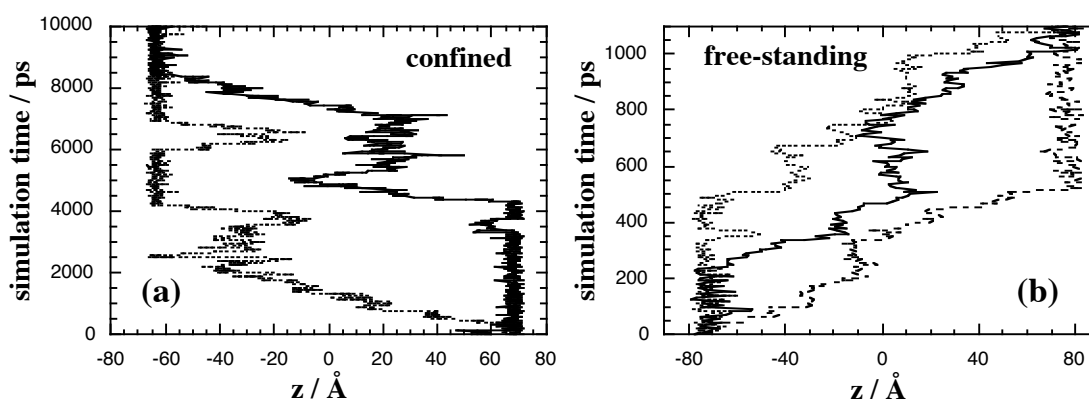 10000
8000
6000
4000
2000
0
simulation time / ps
confined
(a)
-80 -60 -40 -20 0 20 40 60 80
z / Å
1000
800
600
400
200
0
simulation time / ps
free-standing
(b)
-80 -40 0 40 80
z / Å